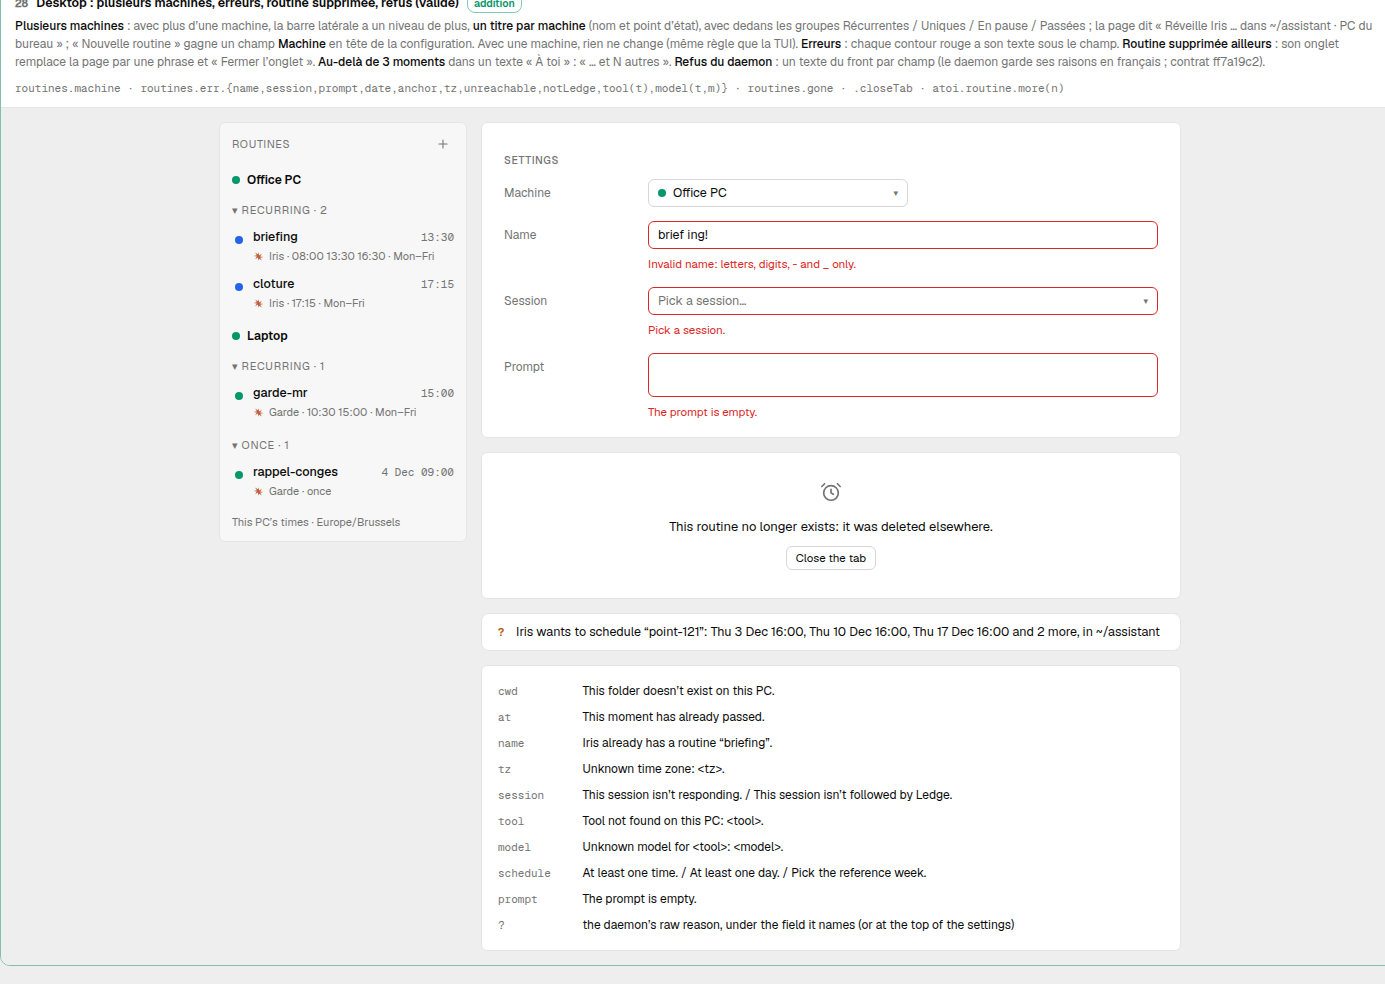 28 Desktop : plusieurs machines, erreurs, routine supprimée, refus (validé) addition
Plusieurs machines : avec plus d'une machine, la barre latérale a un niveau de plus, un titre par machine (nom et point d'état), avec dedans les groupes Récurrentes / Uniques / En pause / Passées ; la page dit « Réveille Iris … dans ~/assistant · PC du
bureau » ; « Nouvelle routine » gagne un champ Machine en tête de la configuration. Avec une machine, rien ne change (même règle que la TUI). Erreurs : chaque contour rouge a son texte sous le champ. Routine supprimée ailleurs : son onglet
remplace la page par une phrase et « Fermer l'onglet ». Au-delà de 3 moments dans un texte « À toi » : « … et N autres ». Refus du daemon : un texte du front par champ (le daemon garde ses raisons en français ; contrat ff7a19c2).
routines.machine · routines.err.{name,session,prompt,date,anchor,tz,unreachable,notLedge,tool(t),model(t,m)} · routines.gone · .closeTab · atoi.routine.more(n)
ROUTINES +
Office PC
▾ RECURRING · 2
briefing 13:30
Iris · 08:00 13:30 16:30 · Mon–Fri
cloture 17:15
Iris · 17:15 · Mon–Fri
Laptop
▾ RECURRING · 1
garde-mr 15:00
Garde · 10:30 15:00 · Mon–Fri
▾ ONCE · 1
rappel-conges 4 Dec 09:00
Garde · once
This PC's times · Europe/Brussels
SETTINGS
Machine Office PC ▾
Name brief ing!
Invalid name: letters, digits, - and _ only.
Session Pick a session… ▾
Pick a session.
Prompt
The prompt is empty.
This routine no longer exists: it was deleted elsewhere.
Close the tab
? Iris wants to schedule “point-121”: Thu 3 Dec 16:00, Thu 10 Dec 16:00, Thu 17 Dec 16:00 and 2 more, in ~/assistant
cwd This folder doesn’t exist on this PC.
at This moment has already passed.
name Iris already has a routine “briefing”.
tz Unknown time zone: <tz>.
session This session isn’t responding. / This session isn’t followed by Ledge.
tool Tool not found on this PC: <tool>.
model Unknown model for <tool>: <model>.
schedule At least one time. / At least one day. / Pick the reference week.
prompt The prompt is empty.
? the daemon’s raw reason, under the field it names (or at the top of the settings)